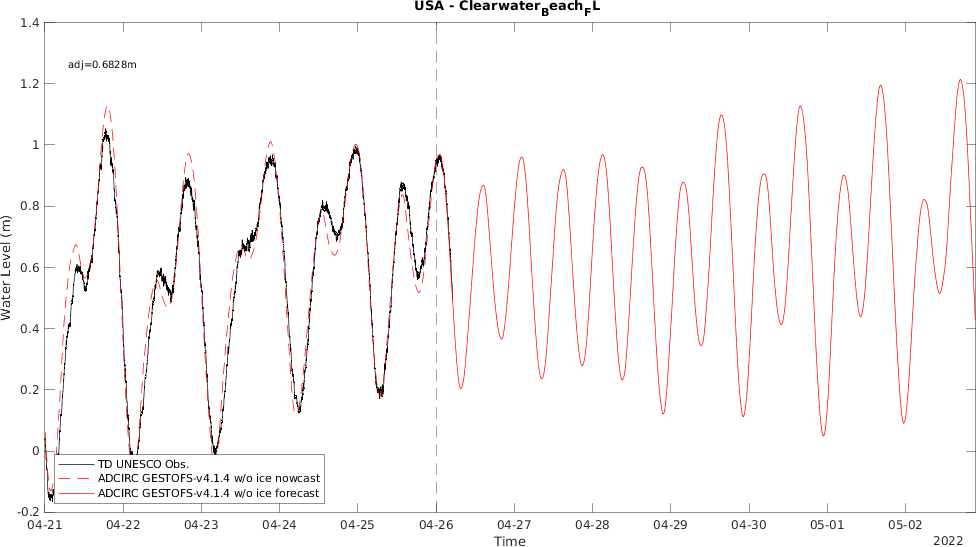 USA - Clearwater_Beach_FL
adj=0.6828m
1.4
1.2
1
0.8
0.6
0.4
0.2
0
-0.2
Water Level (m)
TD UNESCO Obs.
ADCIRC GESTOFS-v4.1.4 w/o ice nowcast
ADCIRC GESTOFS-v4.1.4 w/o ice forecast
04-21 04-22 04-23 04-24 04-25 04-26 04-27 04-28 04-29 04-30 05-01 05-02
Time
2022